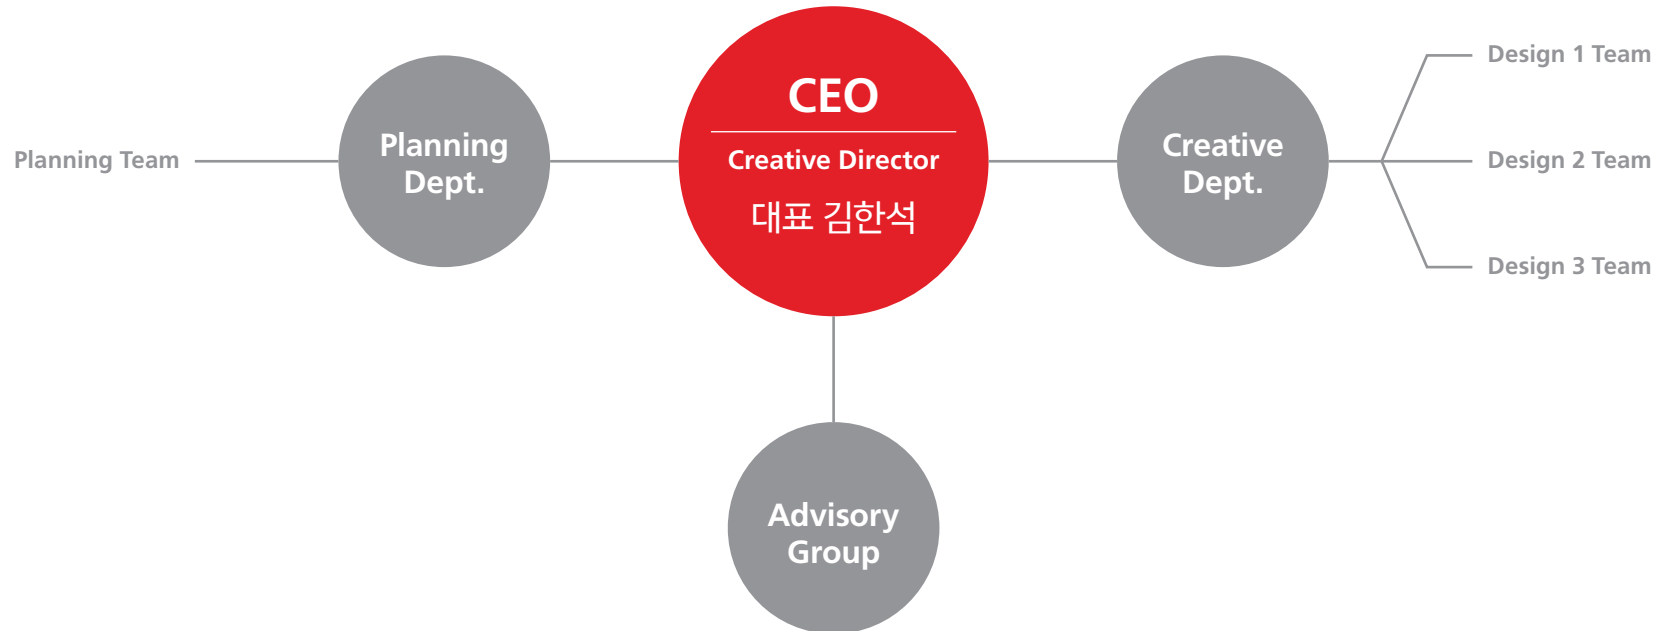 Planning Team
Planning
Dept.
CEO
Creative Director
대표 김한석
Creative
Dept.
Design 1 Team
Design 2 Team
Design 3 Team
Advisory
Group